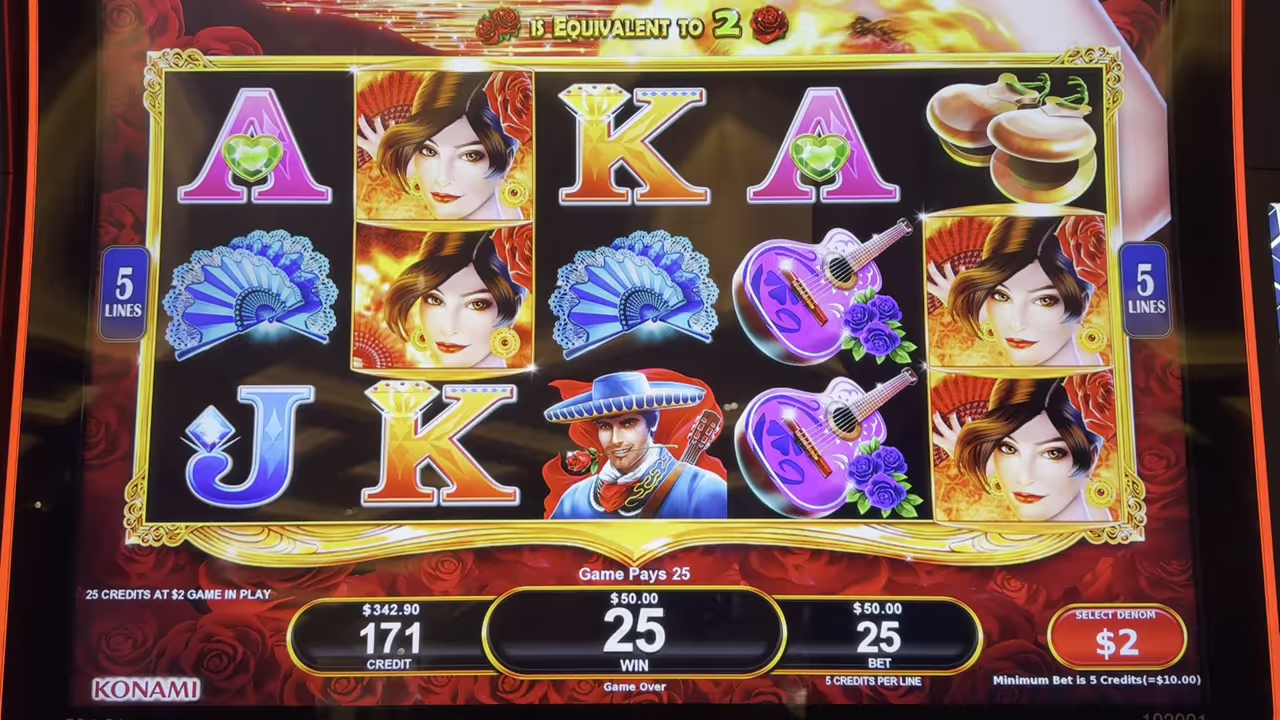 IS EQUIVALENT TO 2
A K A
5 LINES
5 LINES
J K
Game Pays 25
25 CREDITS AT $2 GAME IN PLAY
$342.90
171
CREDIT
$50.00
25
WIN
Game Over
$50.00
25
BET
5 CREDITS PER LINE
SELECT DENOM
$2
Minimum Bet is 5 Credits(=$10.00)
KONAMI